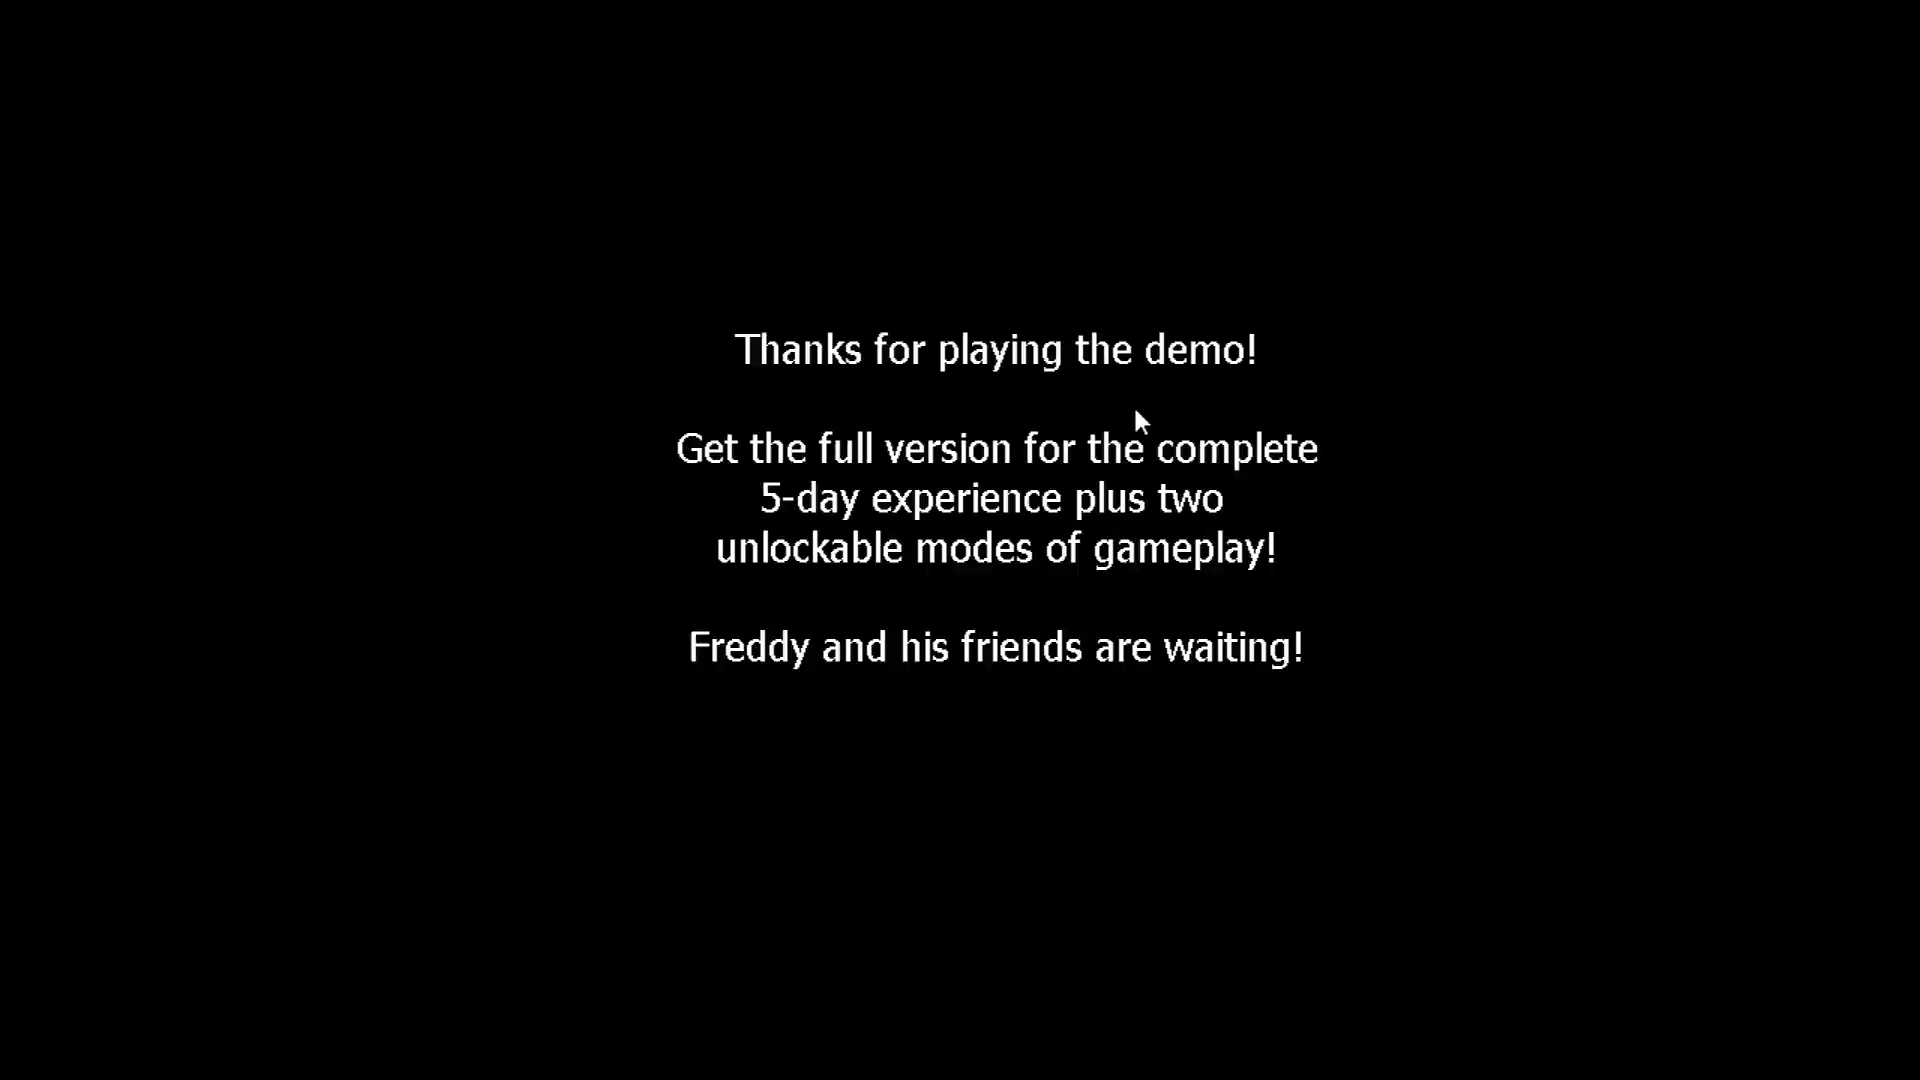 Thanks for playing the demo!
Get the full version for the complete
5-day experience plus two
unlockable modes of gameplay!
Freddy and his friends are waiting!